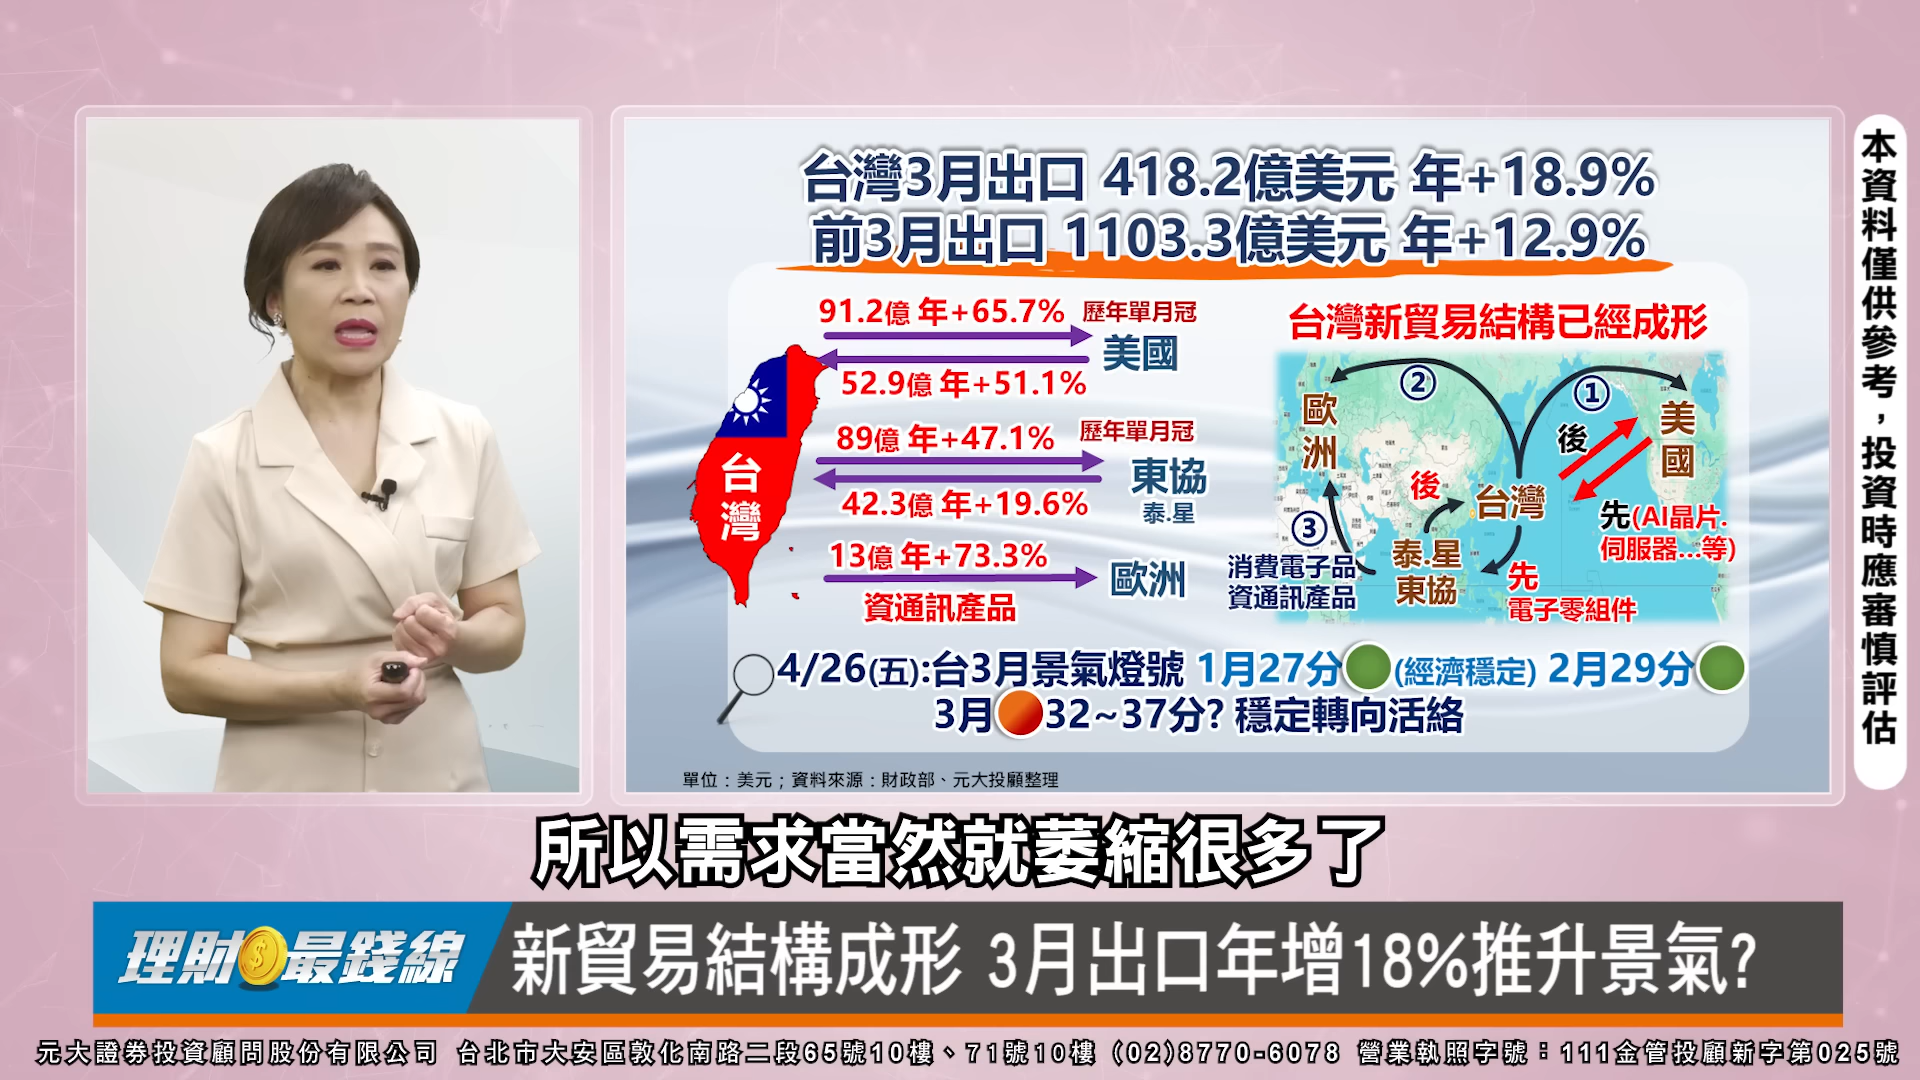 台灣3月出口 418.2億美元 年+18.9%
前3月出口 1103.3億美元 年+12.9%
91.2億 年+65.7% 歷年單月冠
美國
52.9億 年+51.1%
89億 年+47.1% 歷年單月冠
東協
泰.星
42.3億 年+19.6%
13億 年+73.3%
歐洲
資通訊產品
台灣
台灣新貿易結構已經成形
②
①
歐洲
美國
後
後
台灣
先(AI晶片.
伺服器...等)
③
消費電子品
資通訊產品
泰.星
東協
先
電子零組件
4/26(五):台3月景氣燈號 1月27分 (經濟穩定) 2月29分
3月 32~37分? 穩定轉向活絡
單位：美元；資料來源：財政部、元大投顧整理
本資料僅供參考，投資時應審慎評估
所以需求當然就萎縮很多了
理財最錢線
新貿易結構成形 3月出口年增18%推升景氣?
元大證券投資顧問股份有限公司 台北市大安區敦化南路二段65號10樓、71號10樓 (02)8770-6078 營業執照字號：111金管投顧新字第025號